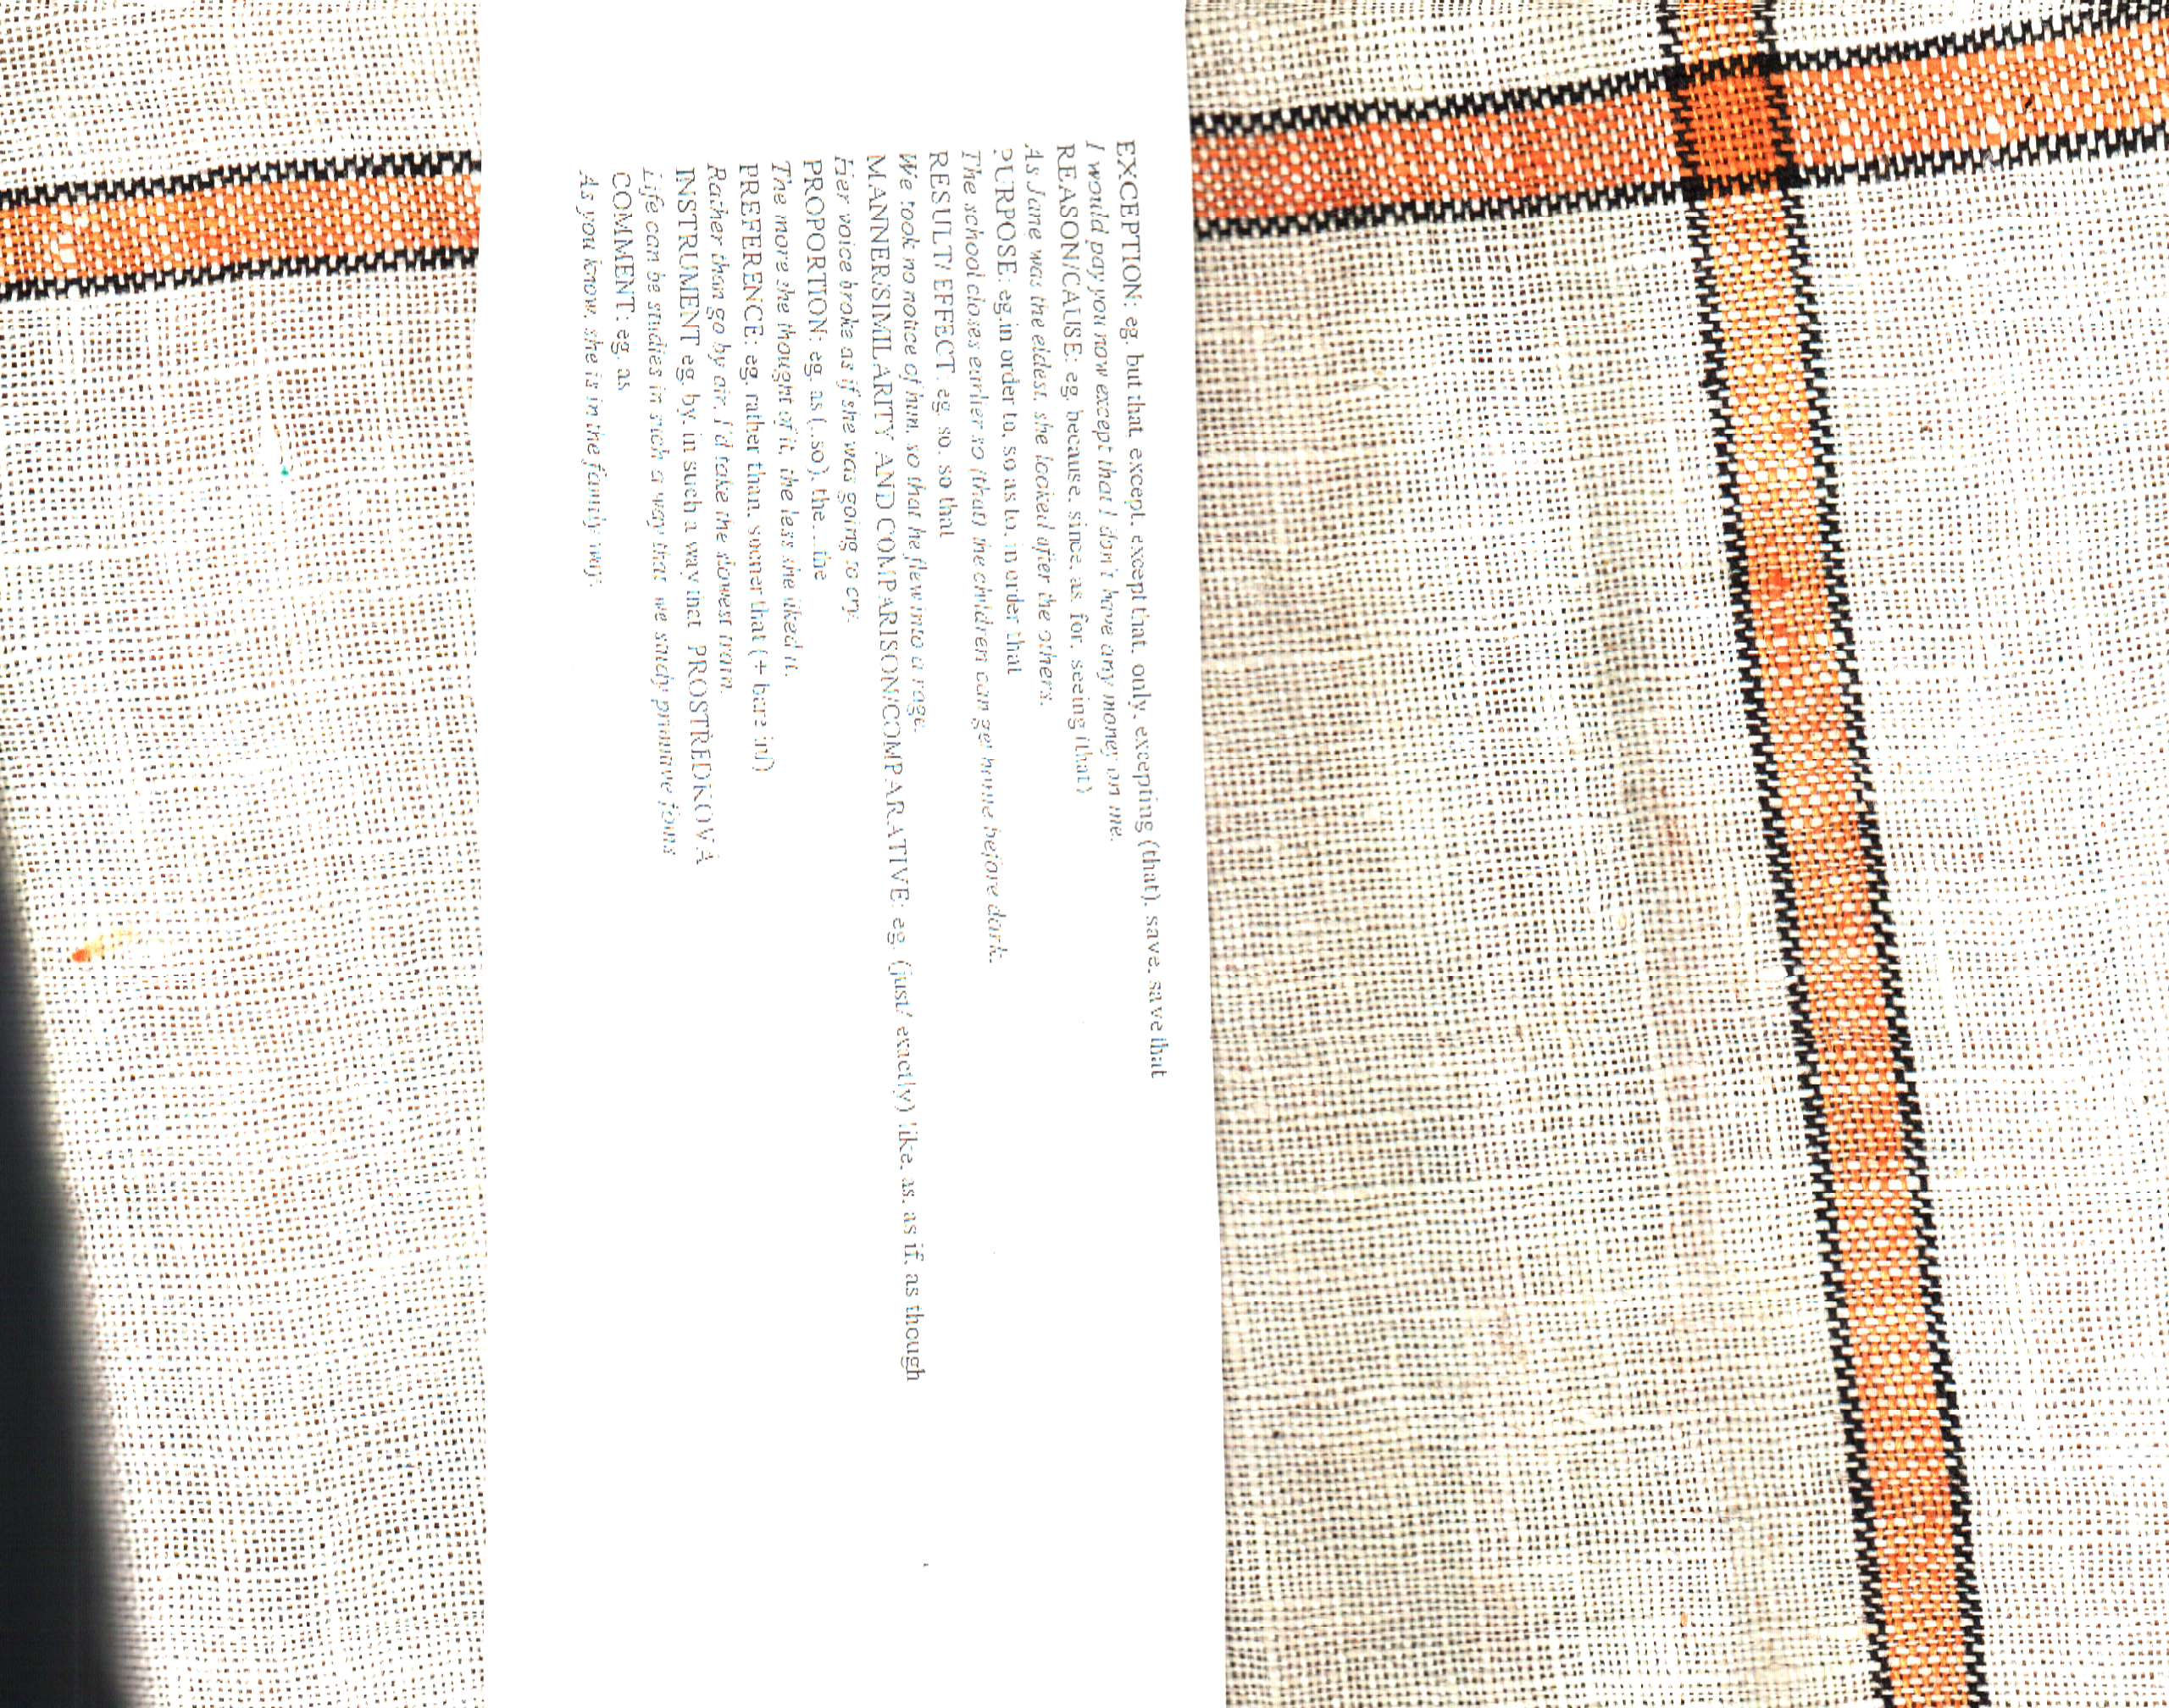 EXCEPTION: eg. but that, except, except that, only, excepting (that), save, save that
I would pay you now except that I don't have any money on me.
REASON/CAUSE: eg. because, since, as, for, seeing (that)
As Jane was the eldest, she looked after the others.
PURPOSE: eg.in order to, so as to, in order that
The school closes earlier so (that) the children can get home before dark.
RESULT/ EFFECT: eg. so, so that
We took no notice of him, so that he flew into a rage.
MANNER/SIMILARITY AND COMPARISON/COMPARATIVE: eg. (just/ exactly) like, as, as if, as though
Her voice broke as if she was going to cry.
PROPORTION: eg. as (..so), the ...the
The more she thought of it, the less she liked it.
PREFERENCE: eg. rather than, sooner that (+ bare inf)
Rather than go by air, I'd take the slowest train.
INSTRUMENT eg. by, in such a way that PROSTŘEDKOVÁ
Life can be studies in such a way that we study primitive
COMMENT: eg. as
As you know, she is in the family way.